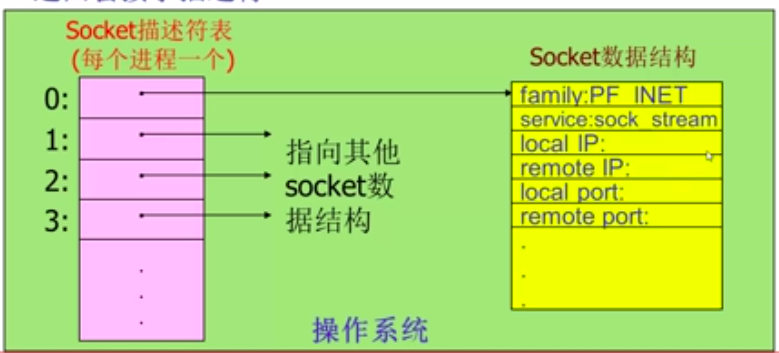 Socket描述符表
(每个进程一个)
Socket数据结构
0:
1:
2:
3:
指向其他
socket数
据结构
family:PF_INET
service:sock_stream
local IP:
remote IP:
local port:
remote port:
操作系统